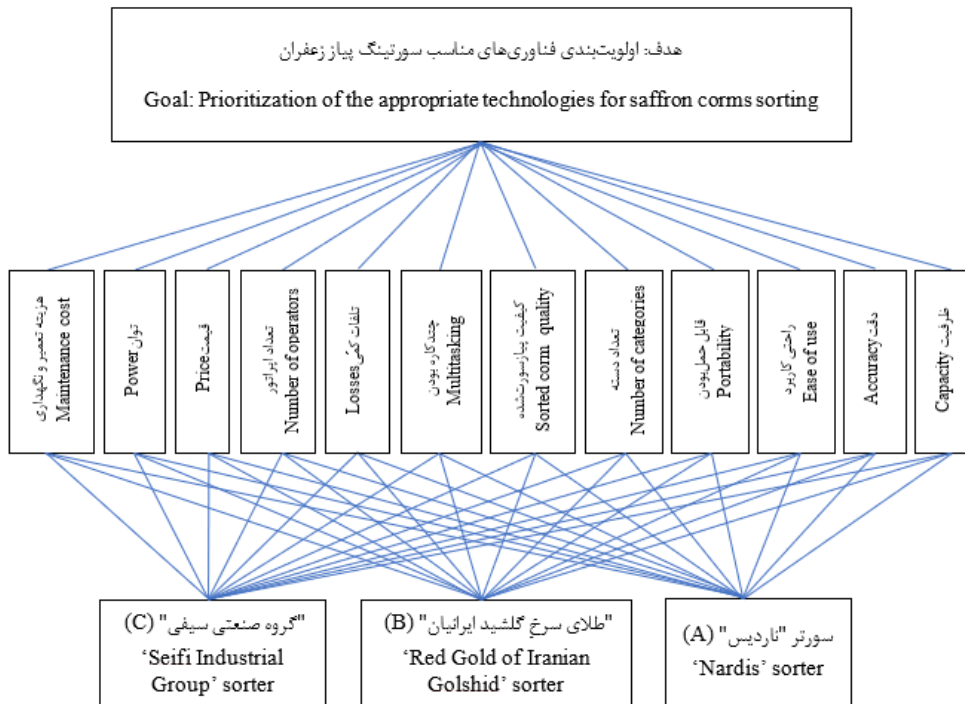 هدف: اولویت‌بندی فناوری‌های مناسب سورتینگ پیاز زعفران
Goal: Prioritization of the appropriate technologies for saffron corms sorting
هزینه تعمیر و نگهداری
Maintenance cost
توان Power
قیمت Price
تعداد اپراتور
Number of operators
تلفات کمّی Losses
چندکاره بودن
Multitasking
کیفیت پیاز سورت‌شده
Sorted corm quality
تعداد دسته
Number of categories
قابل حمل‌بودن
Portability
راحتی کاربرد
Ease of use
دقت Accuracy
ظرفیت Capacity
"گروه صنعتی سیفی" (C)
‘Seifi Industrial
Group’ sorter
"طلای سرخ گلشید ایرانیان" (B)
‘Red Gold of Iranian
Golshid’ sorter
سورتر "ناردیس" (A)
‘Nardis’ sorter